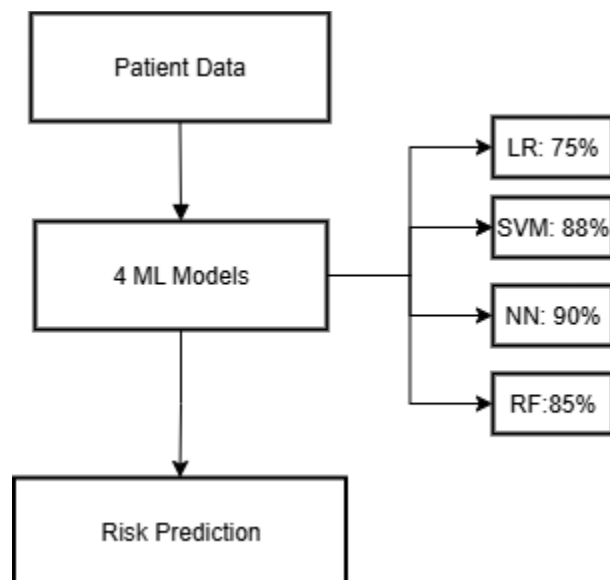 Patient Data
LR: 75%
SVM: 88%
4 ML Models
NN: 90%
RF:85%
Risk Prediction